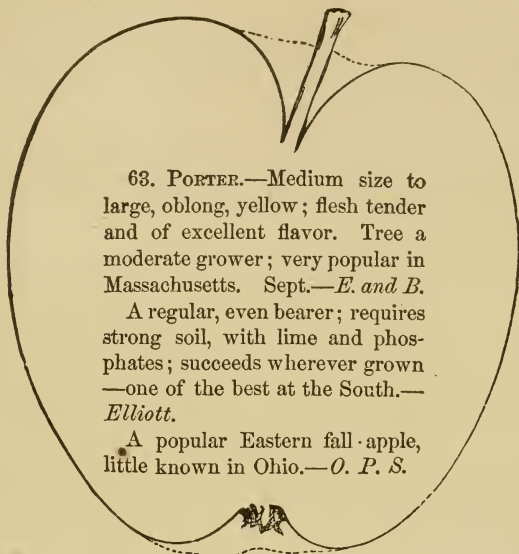 63. PORTER.—Medium size to
large, oblong, yellow; flesh tender
and of excellent flavor. Tree a
moderate grower; very popular in
Massachusetts. Sept.—E. and B.
A regular, even bearer; requires
strong soil, with lime and phos-
phates; succeeds wherever grown
—one of the best at the South.—
Elliott.
A popular Eastern fall·apple,
little known in Ohio.—O. P. S.